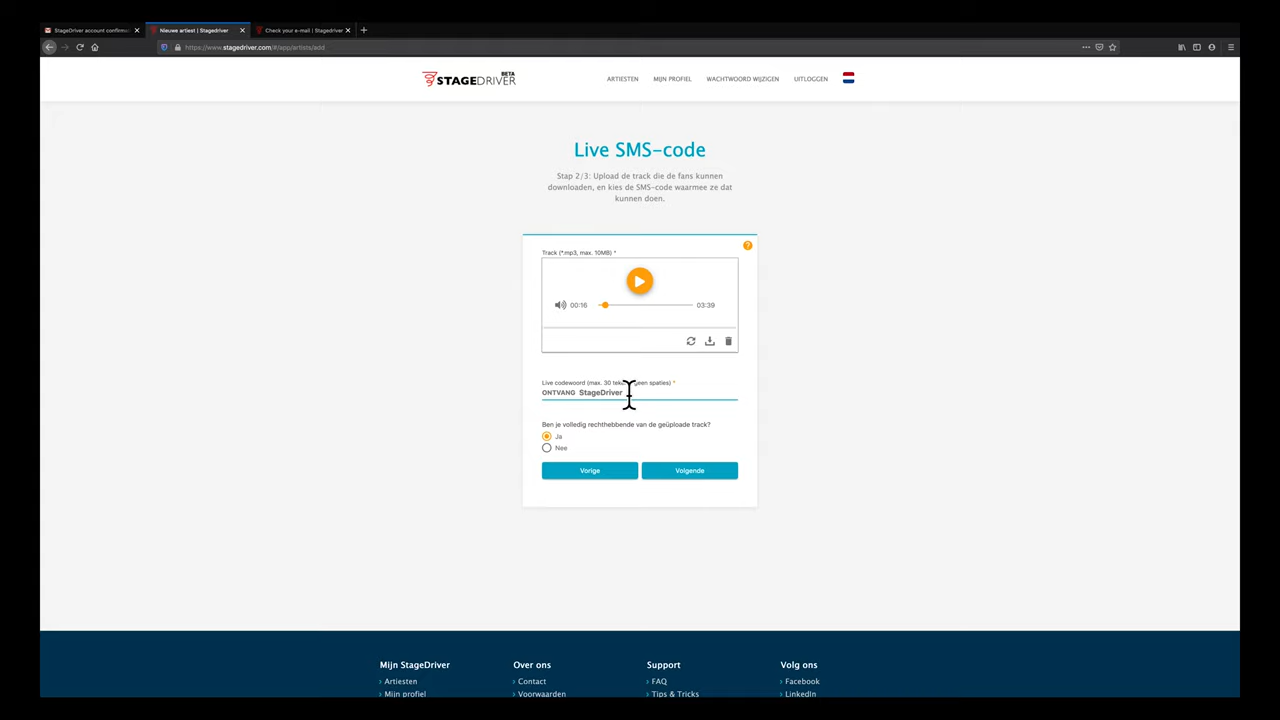 StageDriver account confirmati
Nieuwe artiest | Stagedriver
Check your e-mail | Stagedriver
https://www.stagedriver.com/#/app/artists/add
STAGEDRIVER
BETA
ARTIESTEN
MIJN PROFIEL
WACHTWOORD WIJZIGEN
UITLOGGEN
Live SMS-code
Stap 2/3: Upload de track die de fans kunnen
downloaden, en kies de SMS-code waarmee ze dat
kunnen doen.
?
Track (*.mp3, max. 10MB) *
00:16
03:39
Live codewoord (max. 30 teke geen spaties) *
ONTVANG StageDriver
Ben je volledig rechthebbende van de geüploade track?
Ja
Nee
Vorige
Volgende
Mijn StageDriver
Over ons
Support
Volg ons
Artiesten
Contact
FAQ
Facebook
Mijn profiel
Voorwaarden
Tips & Tricks
LinkedIn